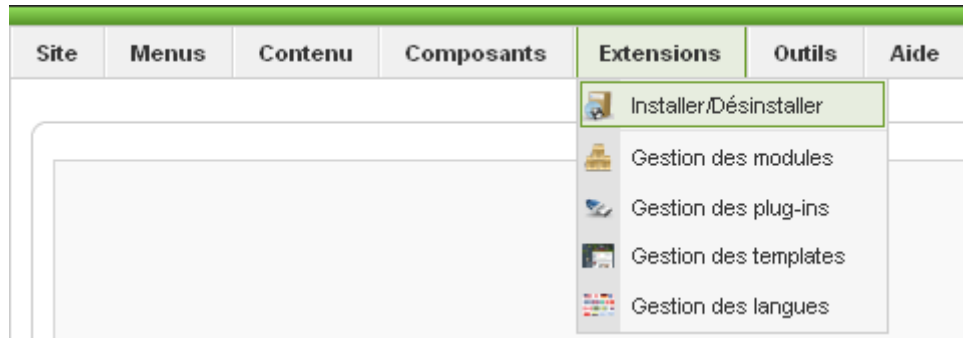 Site Menus Contenu Composants Extensions Outils Aide
Installer/Désinstaller
Gestion des modules
Gestion des plug-ins
Gestion des templates
Gestion des langues